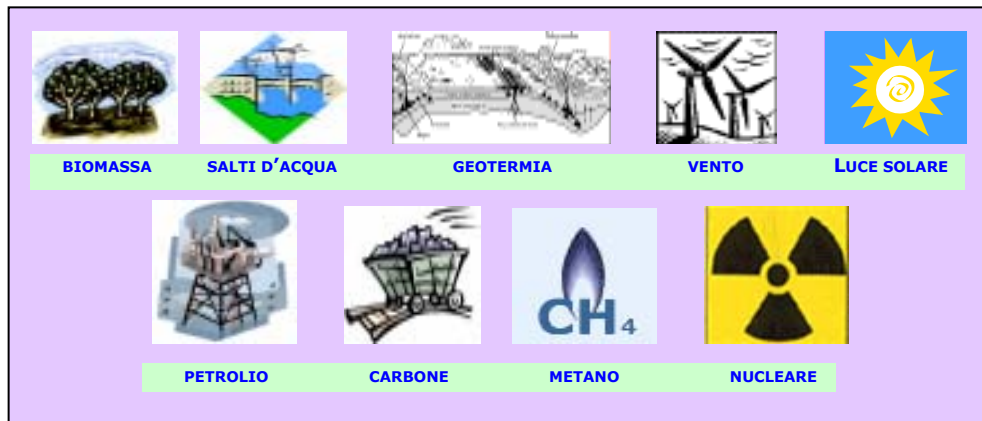 BIOMASSA SALTI D'ACQUA GEOTERMIA VENTO LUCE SOLARE
CH4
PETROLIO CARBONE METANO NUCLEARE